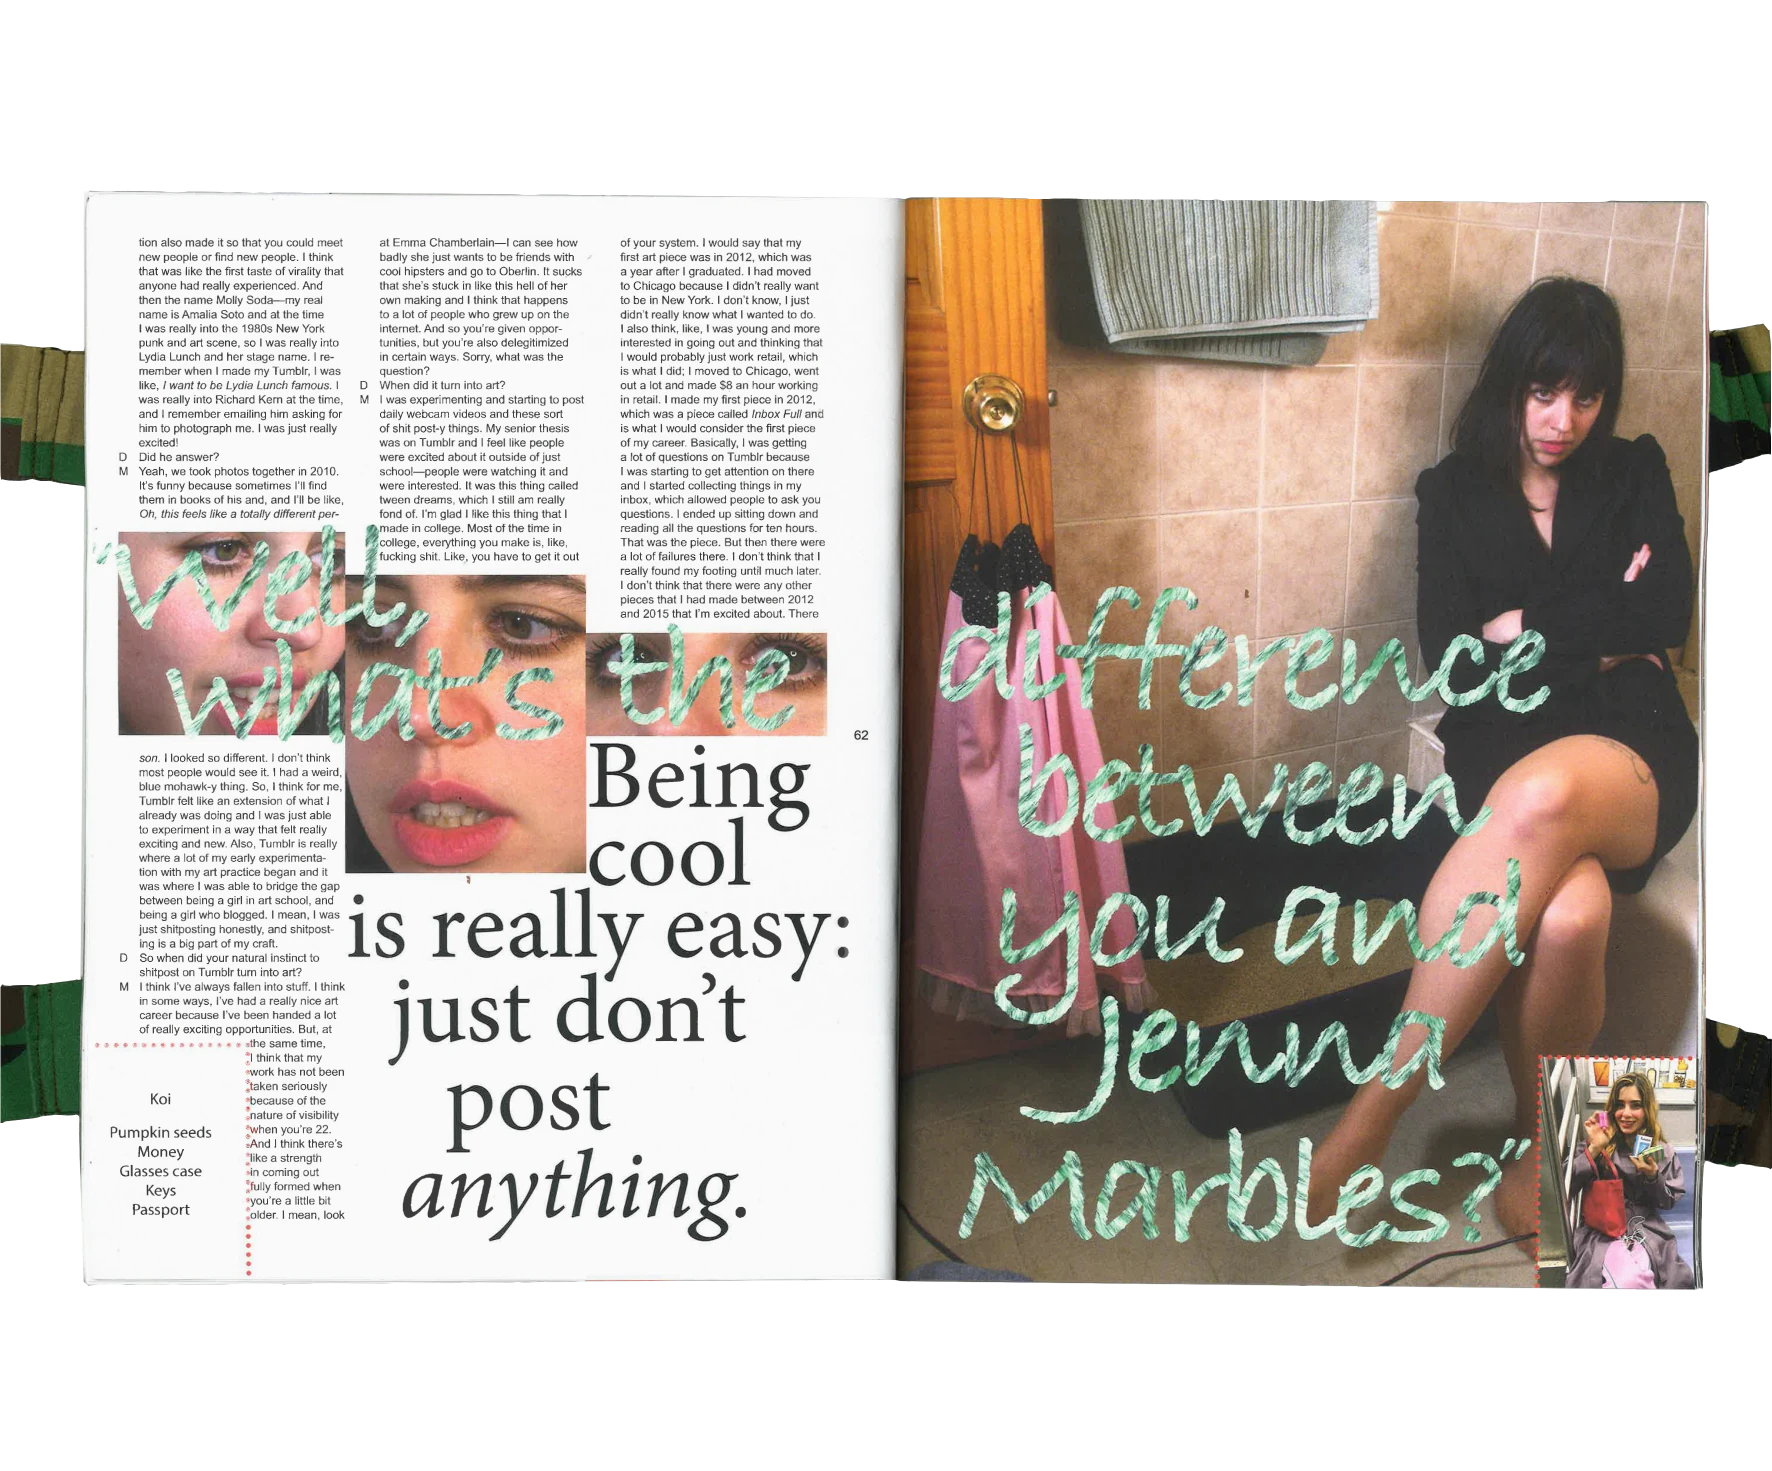 tion also made it so that you could meet
new people or find new people. I think
that was like the first taste of virality that
anyone had really experienced. And
then the name Molly Soda—my real
name is Amalia Soto and at the time
I was really into the 1980s New York
punk and art scene, so I was really into
Lydia Lunch and her stage name. I re-
member when I made my Tumblr, I was
like, I want to be Lydia Lunch famous. I
was really into Richard Kern at the time,
and I remember emailing him asking for
him to photograph me. I was just really
excited!
D Did he answer?
M Yeah, we took photos together in 2010.
It's funny because sometimes I'll find
them in books of his and, and I'll be like,
Oh, this feels like a totally different per-
son. I looked so different. I don't think
most people would see it. I had a weird,
blue mohawk-y thing. So, I think for me,
Tumblr felt like an extension of what I
already was doing and I was just able
to experiment in a way that felt really
exciting and new. Also, Tumblr is really
where a lot of my early experimenta-
tion with my art practice began and it
was where I was able to bridge the gap
between being a girl in art school, and
being a girl who blogged. I mean, I was
just shitposting honestly, and shitpost-
ing is a big part of my craft.
D So when did your natural instinct to
shitpost on Tumblr turn into art?
M I think I've always fallen into stuff. I think
in some ways, I've had a really nice art
career because I've been handed a lot
of really exciting opportunities. But, at
the same time,
I think that my
work has not been
taken seriously
because of the
nature of visibility
when you're 22.
And I think there's
like a strength
in coming out
fully formed when
you're a little bit
older. I mean, look
at Emma Chamberlain—I can see how
badly she just wants to be friends with
cool hipsters and go to Oberlin. It sucks
that she's stuck in like this hell of her
own making and I think that happens
to a lot of people who grew up on the
internet. And so you're given oppor-
tunities, but you're also delegitimized
in certain ways. Sorry, what was the
question?
D When did it turn into art?
M I was experimenting and starting to post
daily webcam videos and these sort
of shit post-y things. My senior thesis
was on Tumblr and I feel like people
were excited about it outside of just
school—people were watching it and
were interested. It was this thing called
tween dreams, which I still am really
fond of. I'm glad I like this thing that I
made in college. Most of the time in
college, everything you make is, like,
fucking shit. Like, you have to get it out
of your system. I would say that my
first art piece was in 2012, which was
a year after I graduated. I had moved
to Chicago because I didn't really want
to be in New York. I don't know, I just
didn't really know what I wanted to do.
I also think, like, I was young and more
interested in going out and thinking that
I would probably just work retail, which
is what I did; I moved to Chicago, went
out a lot and made $8 an hour working
in retail. I made my first piece in 2012,
which was a piece called Inbox Full and
is what I would consider the first piece
of my career. Basically, I was getting
a lot of questions on Tumblr because
I was starting to get attention on there
and I started collecting things in my
inbox, which allowed people to ask you
questions. I ended up sitting down and
reading all the questions for ten hours.
That was the piece. But then there were
a lot of failures there. I don't think that I
really found my footing until much later.
I don't think that there were any other
pieces that I had made between 2012
and 2015 that I'm excited about. There
62
Being
cool
is really easy:
just don't
post
anything.
Koi
Pumpkin seeds
Money
Glasses case
Keys
Passport
"Well,
what's the
difference
between
you and
Jenna
Marbles?"